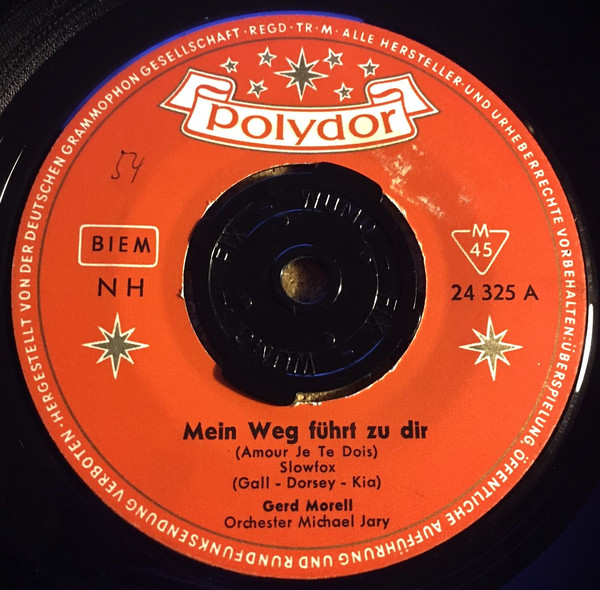 HERGESTELLT VON DER DEUTSCHEN GRAMMOPHON GESELLSCHAFT · REGD · TR · M · ALLE HERSTELLER- UND URHEBERRECHTE VORBEHALTEN: ÜBERSPIELUNG, ÖFFENTLICHE AUFFÜHRUNG UND RUNDFUNKSENDUNG VERBOTEN ·
polydor
54
BIEM
NH
M
45
24 325 A
Mein Weg führt zu dir
(Amour Je Te Dois)
Slowfox
(Gall - Dorsey - Kia)
Gerd Morell
Orchester Michael Jary